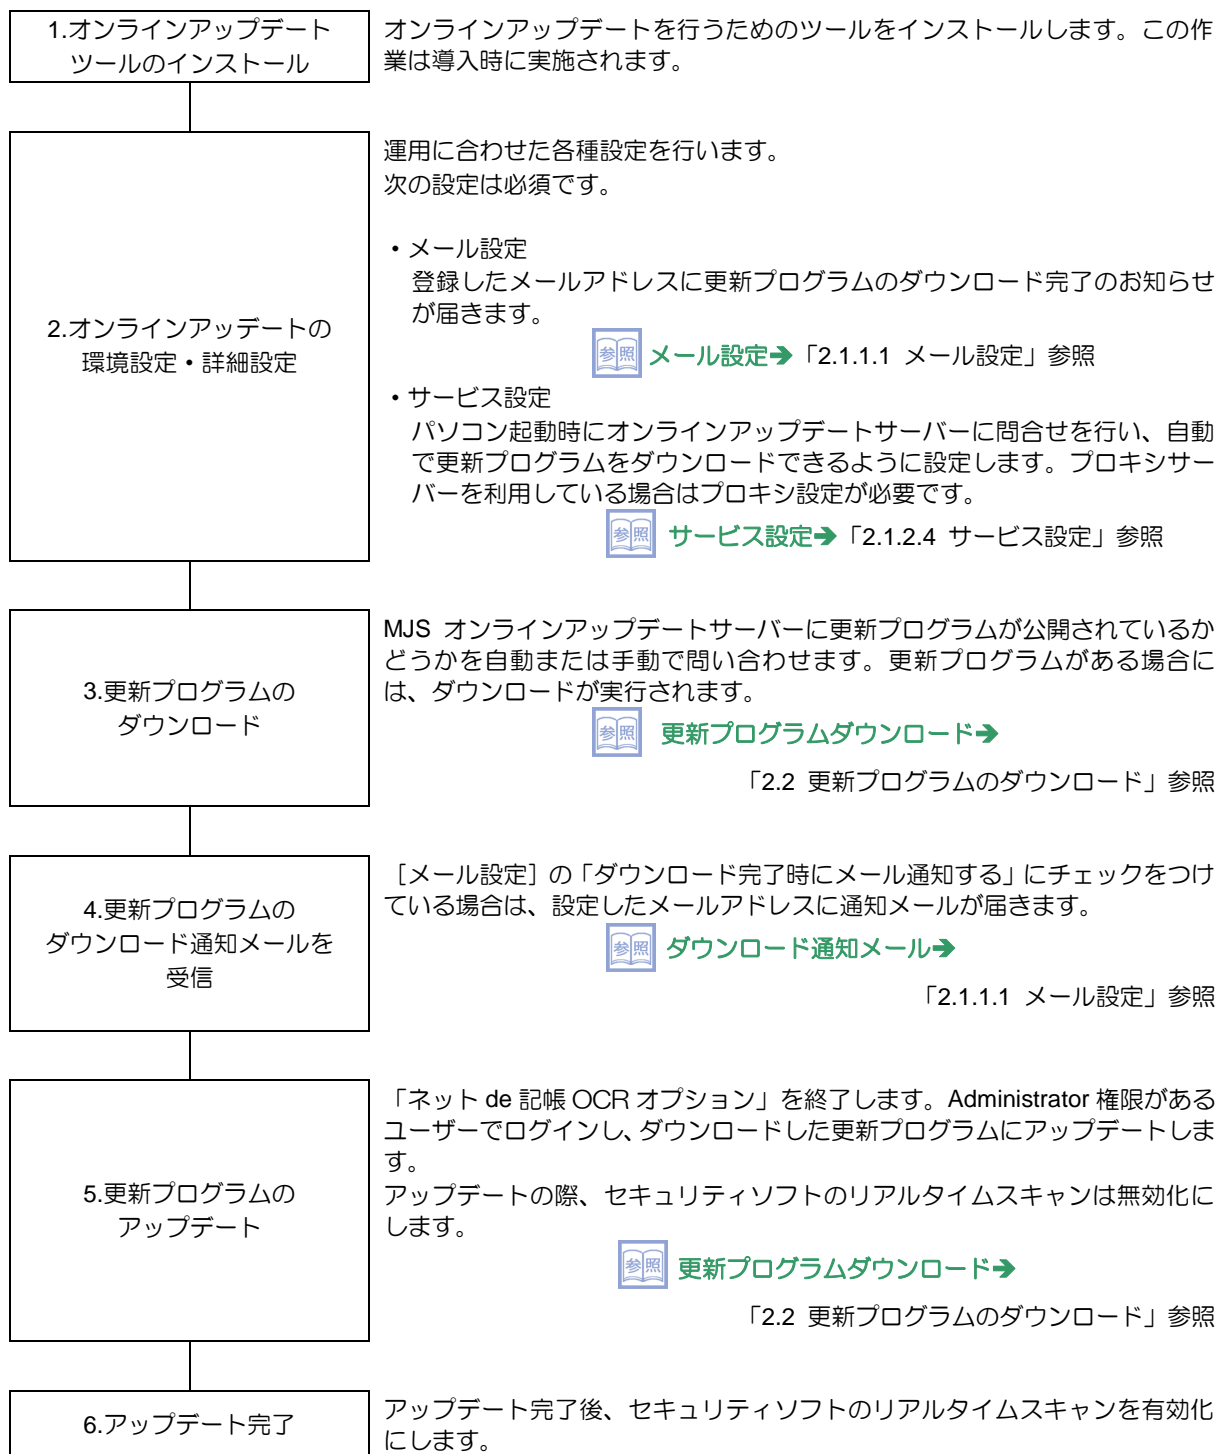 1.オンラインアップデート
ツールのインストール
オンラインアップデートを行うためのツールをインストールします。この作
業は導入時に実施されます。
2.オンラインアッデートの
環境設定・詳細設定
運用に合わせた各種設定を行います。
次の設定は必須です。
・メール設定
登録したメールアドレスに更新プログラムのダウンロード完了のお知らせ
が届きます。
参照 メール設定➔「2.1.1.1 メール設定」参照
・サービス設定
パソコン起動時にオンラインアップデートサーバーに問合せを行い、自動
で更新プログラムをダウンロードできるように設定します。プロキシサー
バーを利用している場合はプロキシ設定が必要です。
参照 サービス設定➔「2.1.2.4 サービス設定」参照
3.更新プログラムの
ダウンロード
MJS オンラインアップデートサーバーに更新プログラムが公開されているか
どうかを自動または手動で問い合わせます。更新プログラムがある場合に
は、ダウンロードが実行されます。
参照 更新プログラムダウンロード➔
「2.2 更新プログラムのダウンロード」参照
4.更新プログラムの
ダウンロード通知メールを
受信
［メール設定］の「ダウンロード完了時にメール通知する」にチェックをつけ
ている場合は、設定したメールアドレスに通知メールが届きます。
参照 ダウンロード通知メール➔
「2.1.1.1 メール設定」参照
5.更新プログラムの
アップデート
「ネット de 記帳 OCR オプション」を終了します。Administrator 権限がある
ユーザーでログインし、ダウンロードした更新プログラムにアップデートしま
す。
アップデートの際、セキュリティソフトのリアルタイムスキャンは無効化に
します。
参照 更新プログラムダウンロード➔
「2.2 更新プログラムのダウンロード」参照
6.アップデート完了
アップデート完了後、セキュリティソフトのリアルタイムスキャンを有効化
にします。